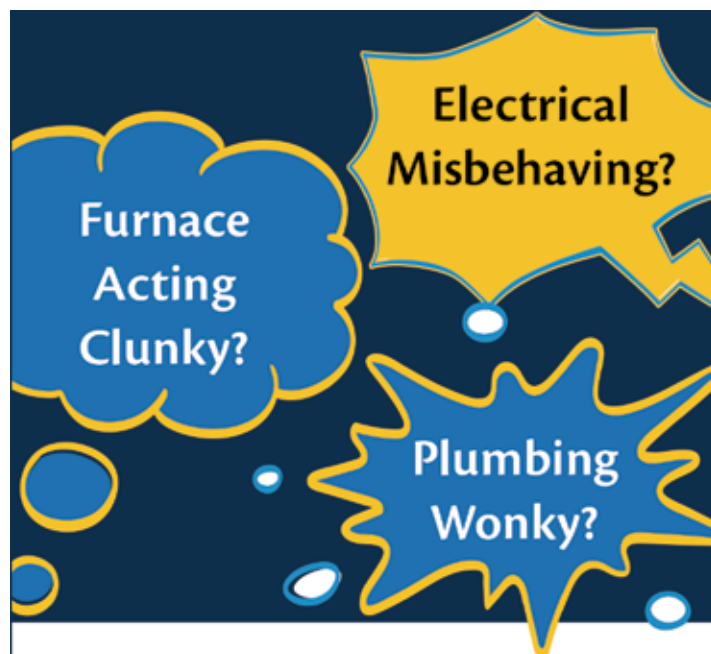 Electrical
Misbehaving?
Furnace
Acting
Clunky?
Plumbing
Wonky?